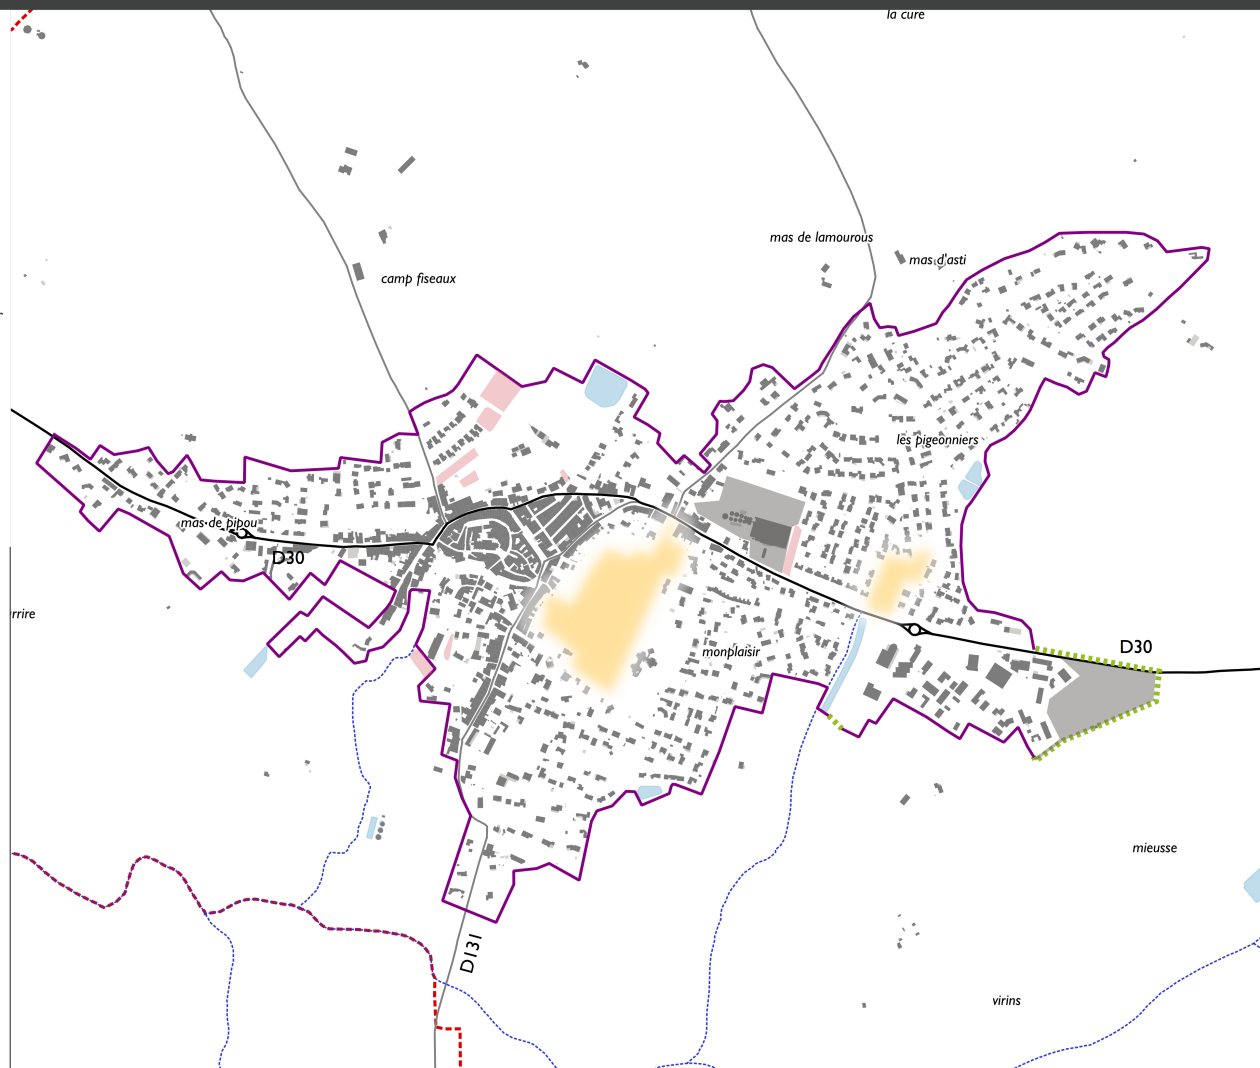 la cure
mas de lamourous
mas d'asti
camp fiseaux
les pigeonniers
mas de pipou
D30
rrire
monplaisir
D30
mieusse
D131
virins